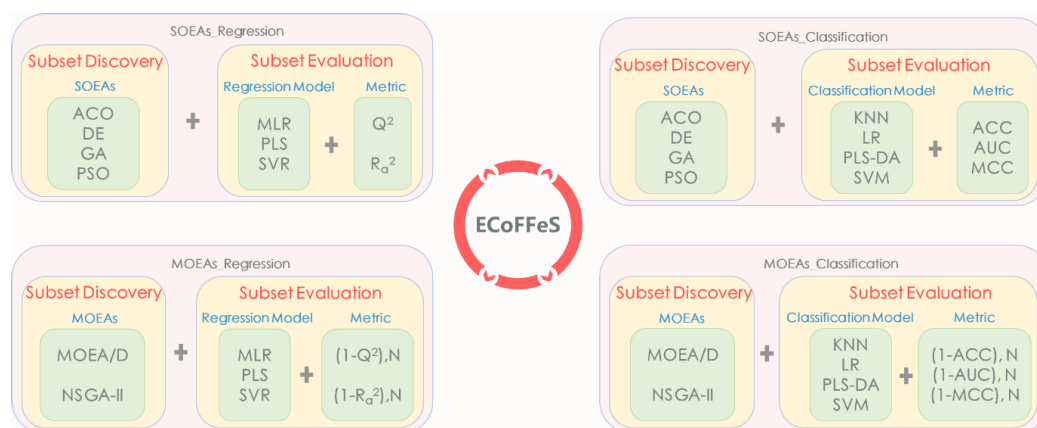 SOEAs_Regression
Subset Discovery
SOEAs
ACO
DE
GA
PSO
+
Subset Evaluation
Regression Model
MLR
PLS
SVR
+
Metric
Q²
Rₐ²
SOEAs_Classification
Subset Discovery
SOEAs
ACO
DE
GA
PSO
+
Subset Evaluation
Classification Model
KNN
LR
PLS-DA
SVM
+
Metric
ACC
AUC
MCC
ECoFFeS
MOEAs_Regression
Subset Discovery
MOEAs
MOEA/D
NSGA-II
+
Subset Evaluation
Regression Model
MLR
PLS
SVR
+
Metric
(1-Q²),N
(1-Rₐ²),N
MOEAs_Classification
Subset Discovery
MOEAs
MOEA/D
NSGA-II
+
Subset Evaluation
Classification Model
KNN
LR
PLS-DA
SVM
+
Metric
(1-ACC), N
(1-AUC), N
(1-MCC), N